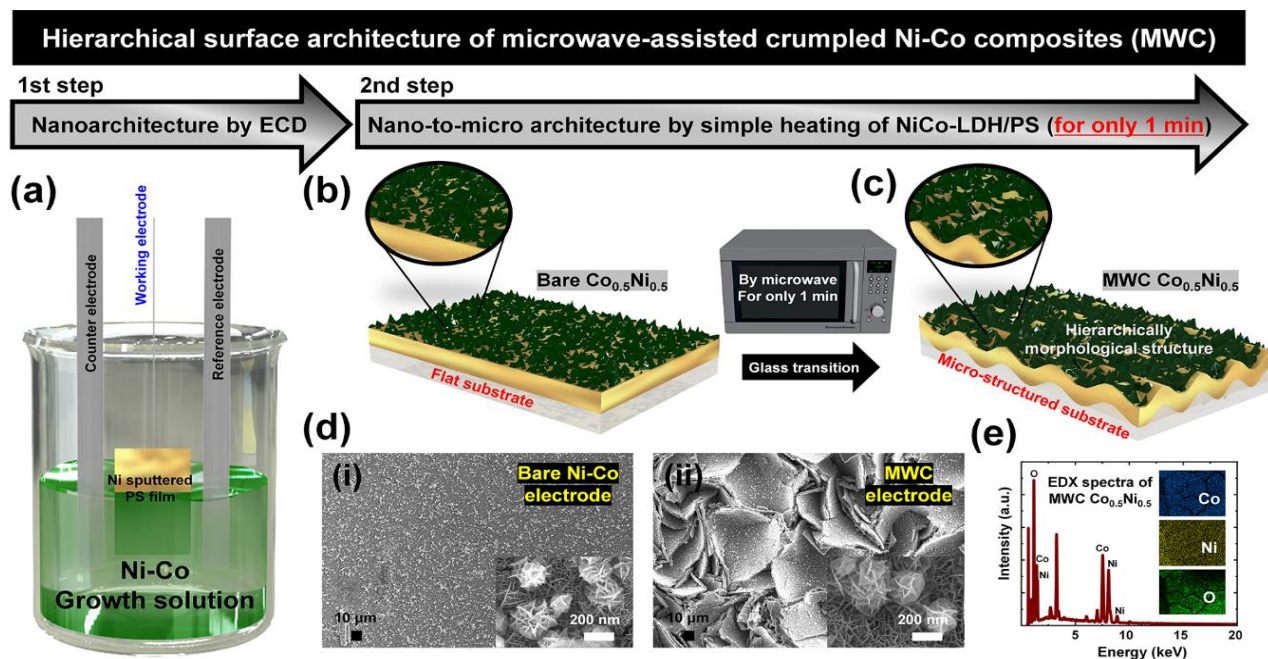 Hierarchical surface architecture of microwave-assisted crumpled Ni-Co composites (MWC)
1st step
Nanoarchitecture by ECD
2nd step
Nano-to-micro architecture by simple heating of NiCo-LDH/PS (for only 1 min)
(a)
Counter electrode
Working electrode
Reference electrode
Ni sputtered
PS film
Ni-Co
Growth solution
(b)
Bare Co0.5Ni0.5
Flat substrate
By microwave
For only 1 min
Glass transition
(c)
MWC Co0.5Ni0.5
Hierarchically
morphological structure
Micro-structured substrate
(d)
(i)
Bare Ni-Co
electrode
10 μm
200 nm
(ii)
MWC
electrode
10 μm
200 nm
(e)
EDX spectra of
MWC Co0.5Ni0.5
O
Co
Ni
Co
Ni
Ni
Co
Ni
O
Intensity (a.u.)
5 10 15 20
Energy (keV)